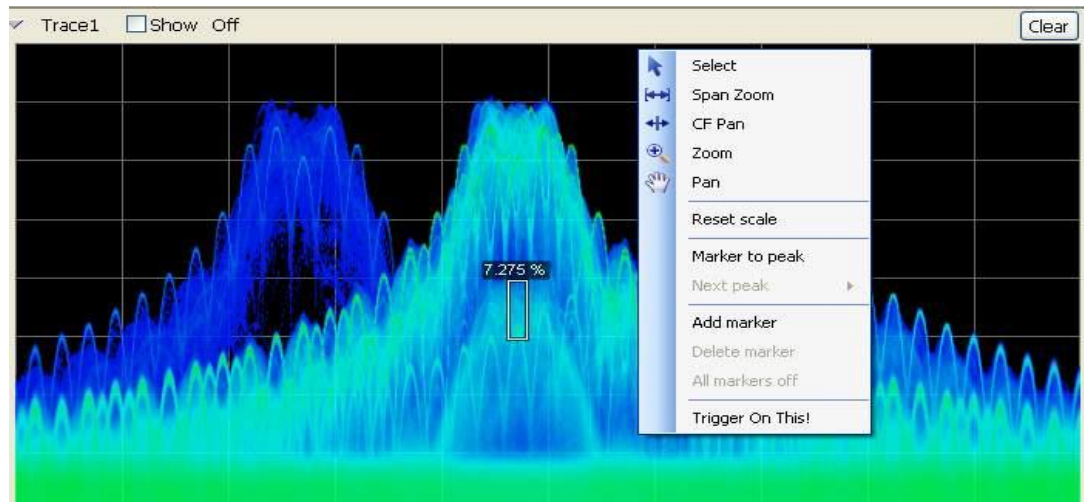 Trace1 Show Off Clear
Select
Span Zoom
CF Pan
Zoom
Pan
Reset scale
Marker to peak
7.275 %
Next peak
Add marker
Delete marker
All markers off
Trigger On This!